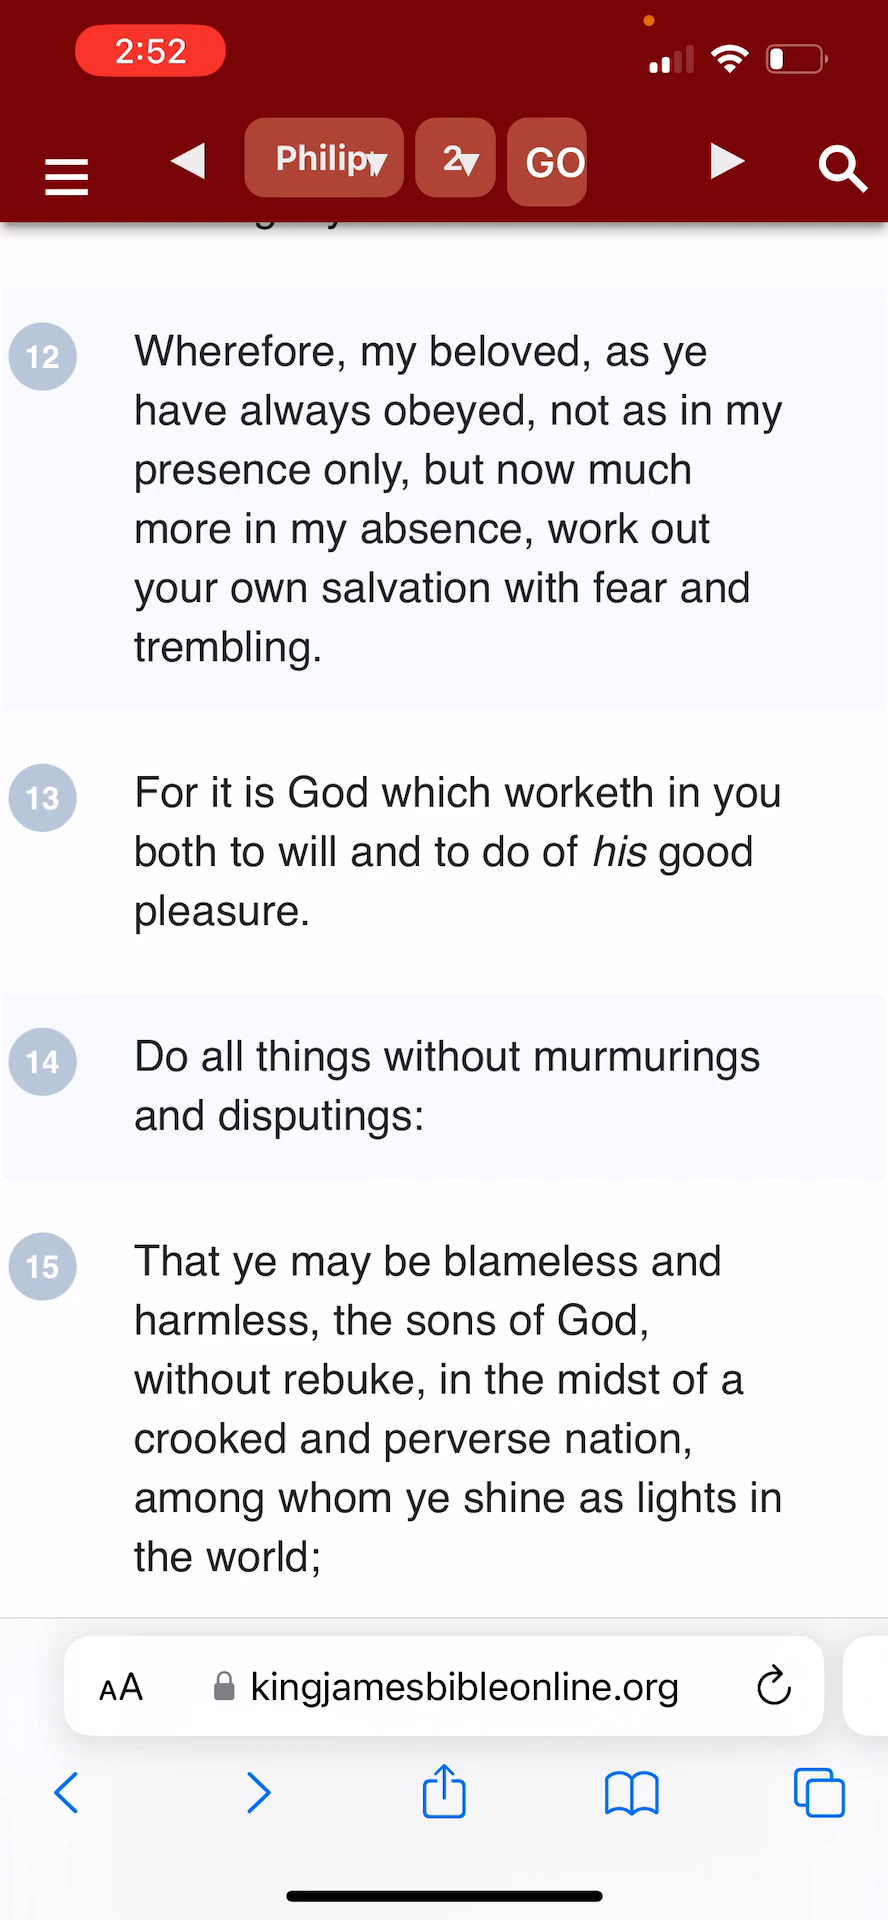 2:52
Philip 2 GO
12 Wherefore, my beloved, as ye
have always obeyed, not as in my
presence only, but now much
more in my absence, work out
your own salvation with fear and
trembling.
13 For it is God which worketh in you
both to will and to do of his good
pleasure.
14 Do all things without murmurings
and disputings:
15 That ye may be blameless and
harmless, the sons of God,
without rebuke, in the midst of a
crooked and perverse nation,
among whom ye shine as lights in
the world;
AA kingjamesbibleonline.org